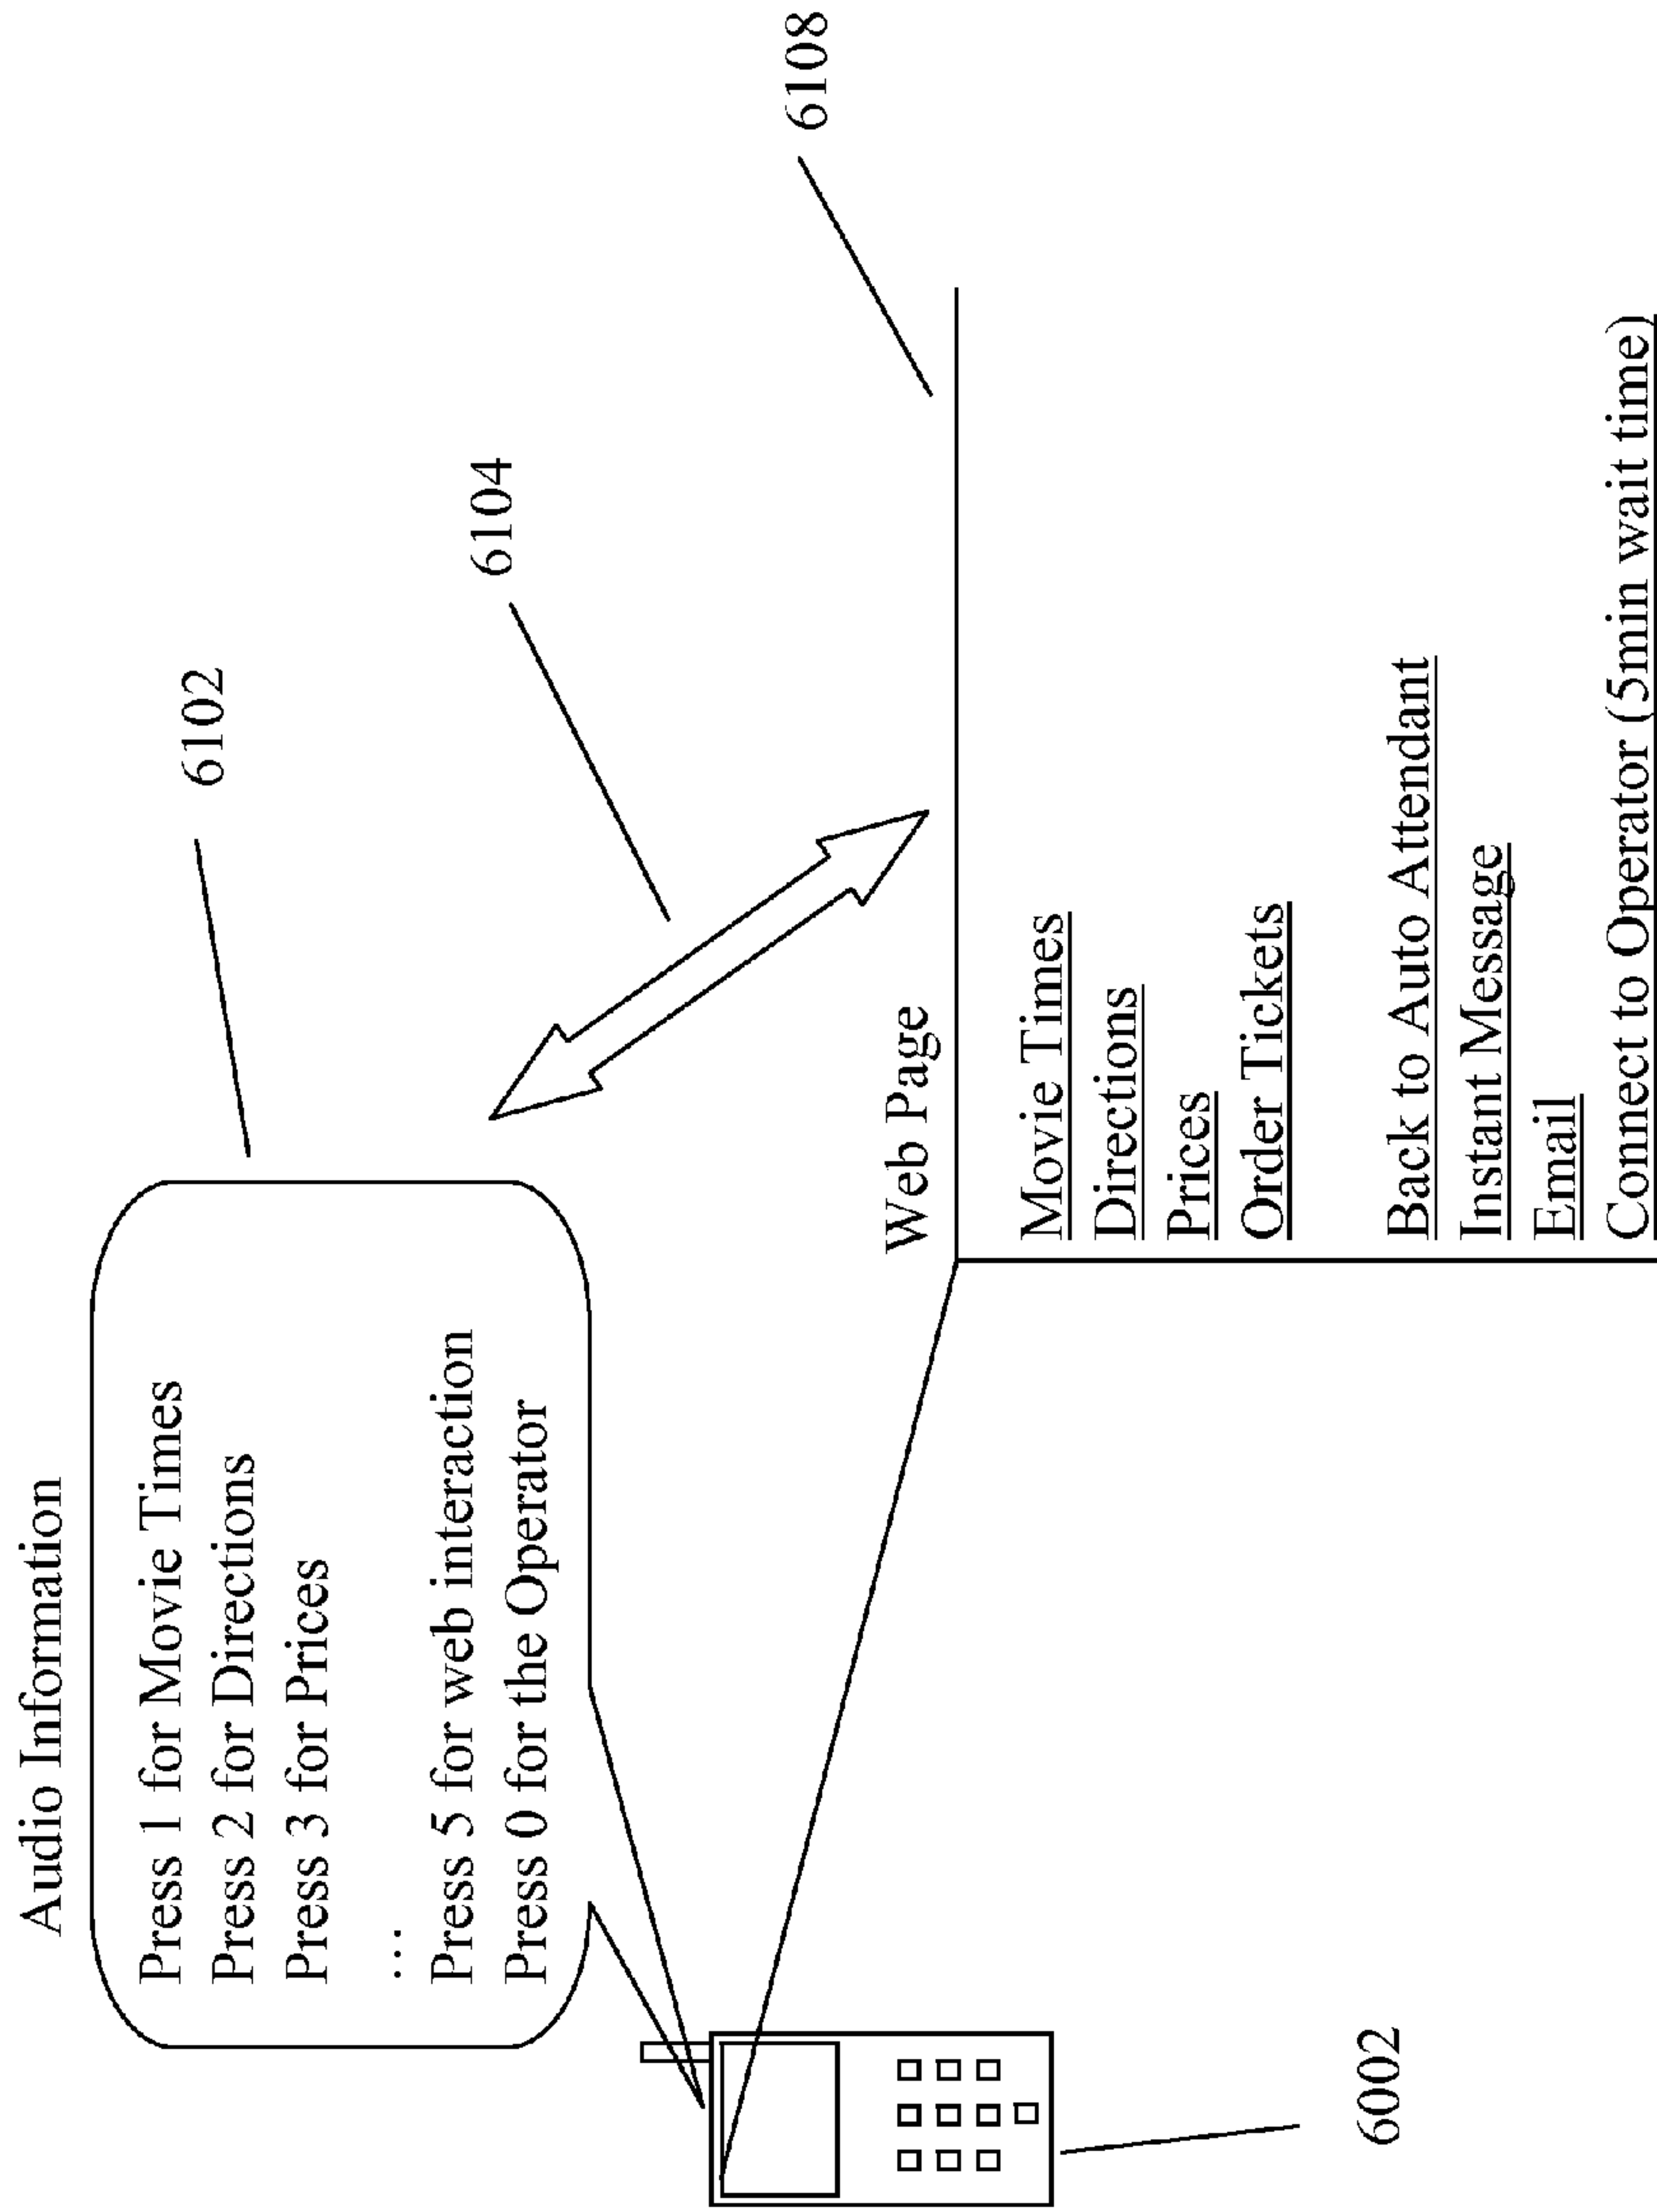 Audio Information
Press 1 for Movie Times
Press 2 for Directions
Press 3 for Prices
...
Press 5 for web interaction
Press 0 for the Operator
6102
6104
6108
Web Page
Movie Times
Directions
Prices
Order Tickets
Back to Auto Attendant
Instant Message
Email
Connect to Operator (5min wait time)
6002